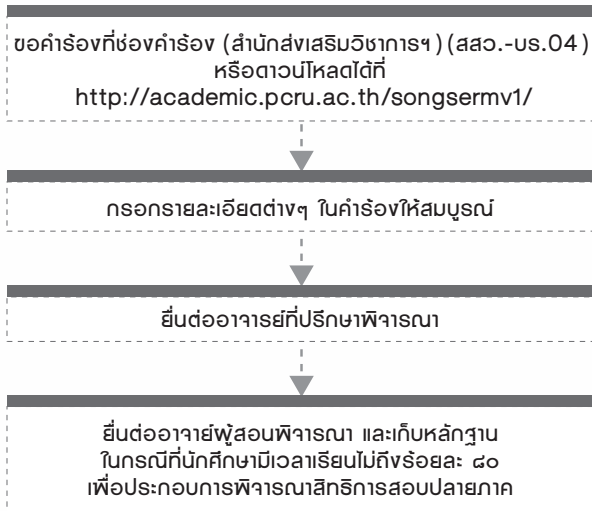 ขอคำร้องที่ช่องคำร้อง (สำนักส่งเสริมวิชาการฯ) (สสว.-บร.04)
หรือดาวน์โหลดได้ที่
http://academic.pcru.ac.th/songsermv1/
กรอกรายละเอียดต่างๆ ในคำร้องให้สมบูรณ์
ยื่นต่ออาจารย์ที่ปรึกษาพิจารณา
ยื่นต่ออาจาย์ผู้สอนพิจารณา และเก็บหลักฐาน
ในกรณีที่นักศึกษามีเวลาเรียนไม่ถึงร้อยละ ๘๐
เพื่อประกอบการพิจารณาสิทธิการสอบปลายภาค